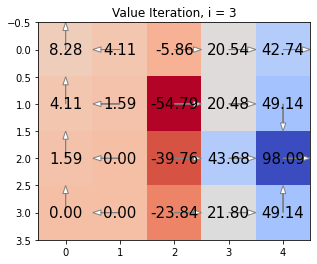 Value Iteration, i = 3
−0.5
0.0
0.5
1.0
1.5
2.0
2.5
3.0
3.5
8.28 4.11 -5.86 20.54 42.74
4.11 1.59 -54.79 20.48 49.14
1.59 0.00 -39.76 43.68 98.09
0.00 0.00 -23.84 21.80 49.14
0 1 2 3 4